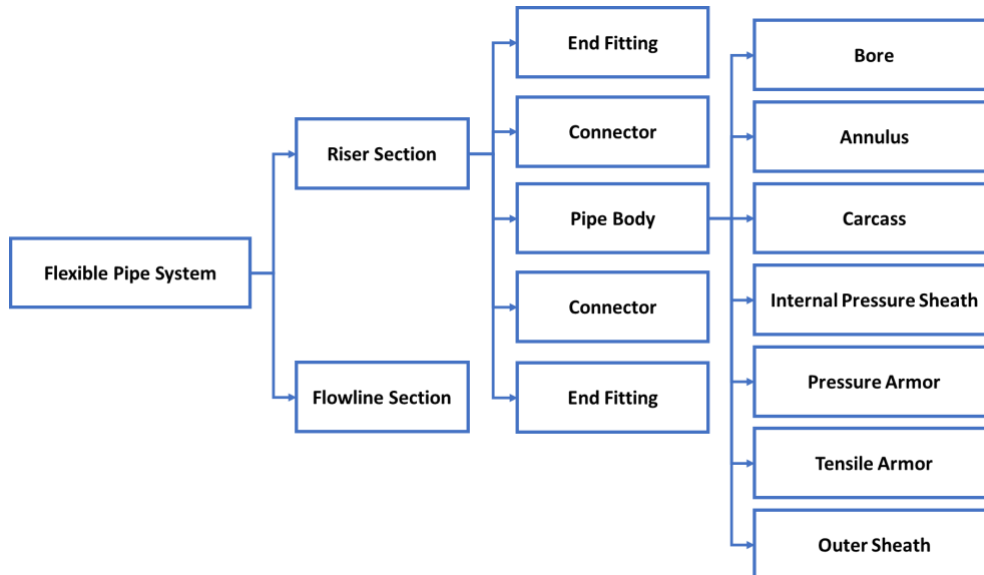 Flexible Pipe System
Riser Section
Flowline Section
End Fitting
Connector
Pipe Body
Connector
End Fitting
Bore
Annulus
Carcass
Internal Pressure Sheath
Pressure Armor
Tensile Armor
Outer Sheath